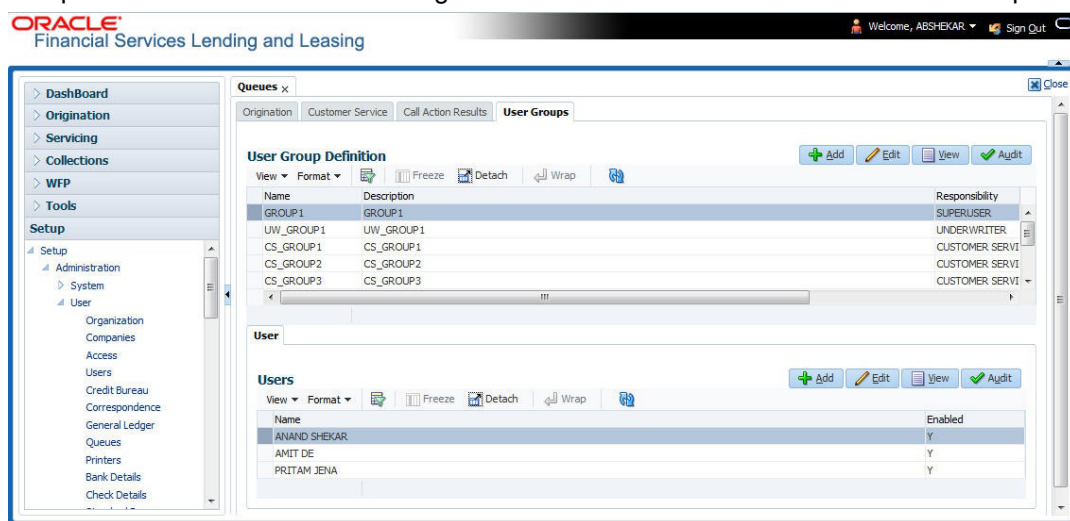 ORACLE
Financial Services Lending and Leasing
Welcome, ABSHEKAR
Sign Out
DashBoard
Origination
Servicing
Collections
WFP
Tools
Setup
Setup
Administration
System
User
Organization
Companies
Access
Users
Credit Bureau
Correspondence
General Ledger
Queues
Printers
Bank Details
Check Details
Queues
Close
Origination Customer Service Call Action Results User Groups
User Group Definition
Add Edit View Audit
View Format Freeze Detach Wrap
Name Description Responsibility
GROUP1 GROUP1 SUPERUSER
UW_GROUP1 UW_GROUP1 UNDERWRITER
CS_GROUP1 CS_GROUP1 CUSTOMER SERVI
CS_GROUP2 CS_GROUP2 CUSTOMER SERVI
CS_GROUP3 CS_GROUP3 CUSTOMER SERVI
User
Users
Add Edit View Audit
View Format Freeze Detach Wrap
Name Enabled
ANAND SHEKAR Y
AMIT DE Y
PRITAM JENA Y